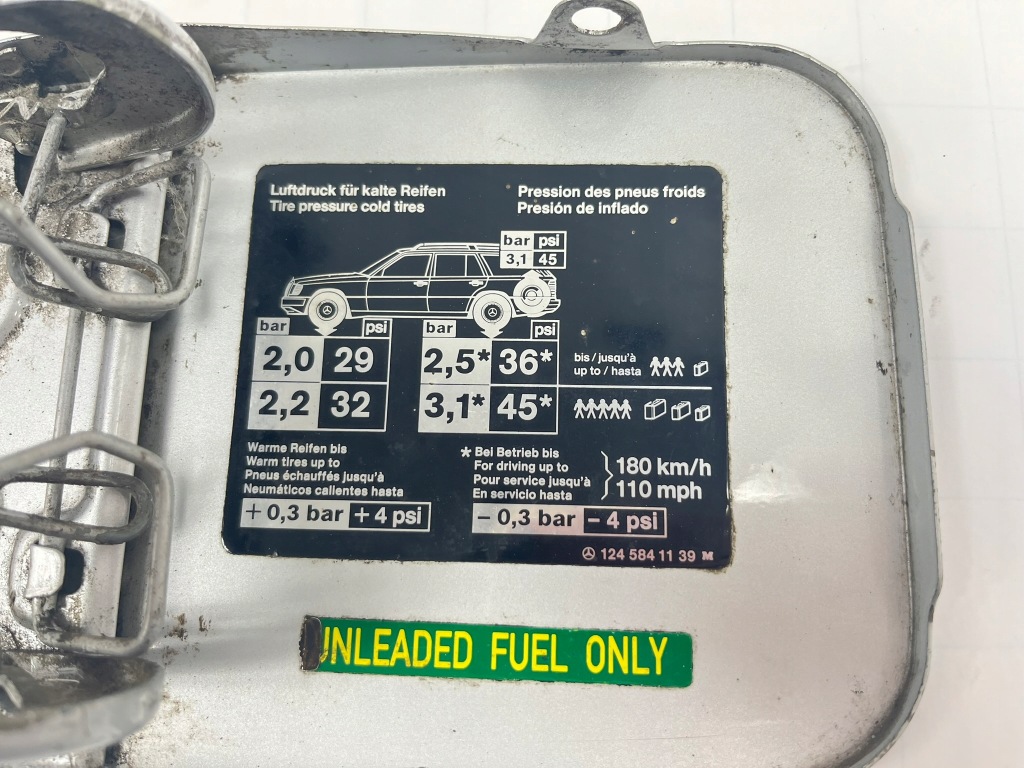 Luftdruck für kalte Reifen
Tire pressure cold tires
Pression des pneus froids
Presión de inflado
bar psi
3,1 45
bar psi
2,0 29
2,2 32
bar psi
2,5* 36*
3,1* 45*
bis / jusqu'à
up to / hasta
Warme Reifen bis
Warm tires up to
Pneus échauffés jusqu'à
Neumáticos calientes hasta
+ 0,3 bar + 4 psi
* Bei Betrieb bis
For driving up to
Pour service jusqu'à
En servicio hasta
180 km/h
110 mph
− 0,3 bar − 4 psi
124 584 11 39 M
UNLEADED FUEL ONLY